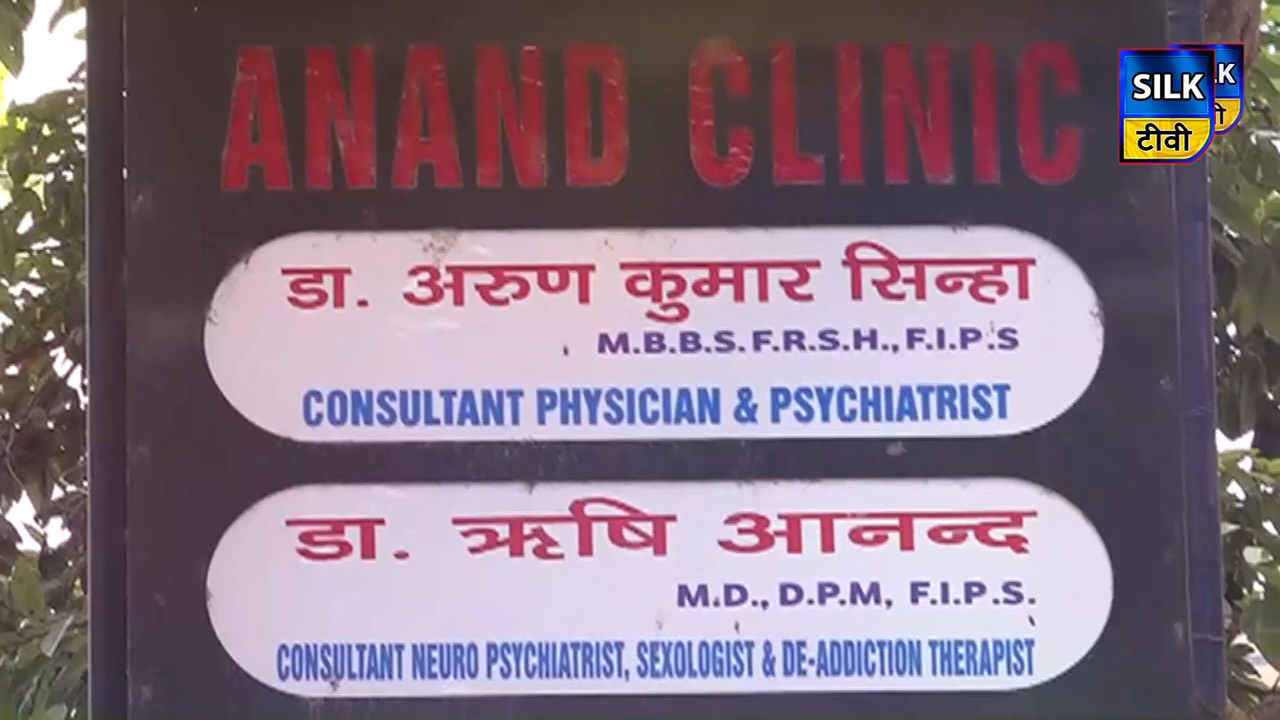 ANAND CLINIC
SILK
टीवी
डा. अरुण कुमार सिन्हा
M.B.B.S. F.R.S.H., F.I.P.S
CONSULTANT PHYSICIAN & PSYCHIATRIST
डा. ऋषि आनन्द
M.D., D.P.M, F.I.P.S.
CONSULTANT NEURO PSYCHIATRIST, SEXOLOGIST & DE-ADDICTION THERAPIST